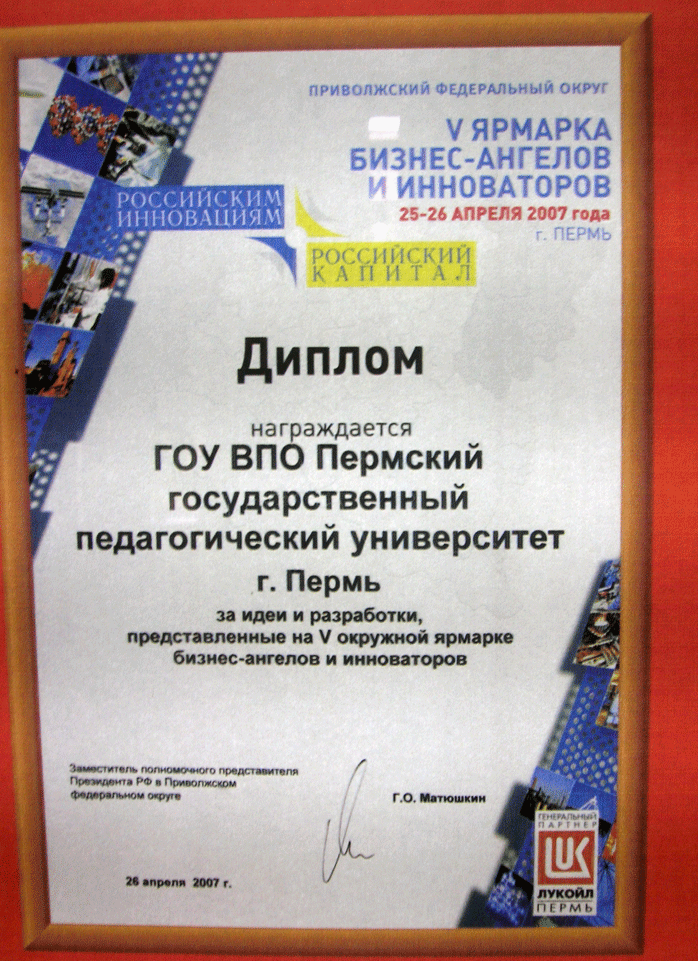 ПРИВОЛЖСКИЙ ФЕДЕРАЛЬНЫЙ ОКРУГ
V ЯРМАРКА
БИЗНЕС-АНГЕЛОВ
И ИННОВАТОРОВ
25-26 АПРЕЛЯ 2007 года
г. ПЕРМЬ
РОССИЙСКИМ
ИННОВАЦИЯМ
РОССИЙСКИЙ
КАПИТАЛ
Диплом
награждается
ГОУ ВПО Пермский
государственный
педагогический университет
г. Пермь
за идеи и разработки,
представленные на V окружной ярмарке
бизнес-ангелов и инноваторов
Заместитель полномочного представителя
Президента РФ в Приволжском
федеральном округе
Г.О. Матюшкин
26 апреля 2007 г.
ГЕНЕРАЛЬНЫЙ
ПАРТНЕР
LUK
ЛУКОЙЛ
ПЕРМЬ